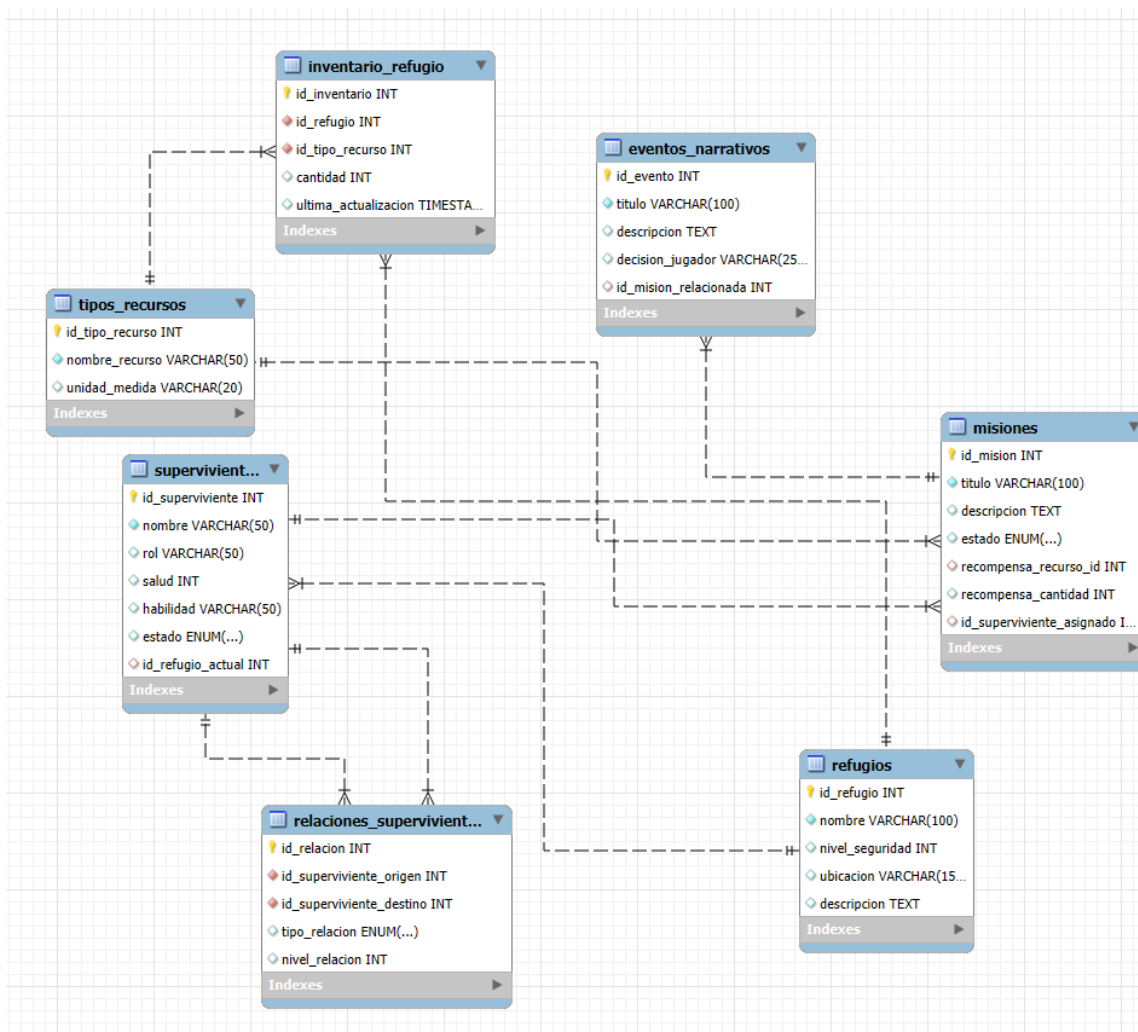 inventario_refugio
id_inventario INT
id_refugio INT
id_tipo_recurso INT
cantidad INT
ultima_actualizacion TIMESTA...
Indexes
eventos_narrativos
id_evento INT
titulo VARCHAR(100)
descripcion TEXT
decision_jugador VARCHAR(25...
id_mision_relacionada INT
Indexes
tipos_recursos
id_tipo_recurso INT
nombre_recurso VARCHAR(50)
unidad_medida VARCHAR(20)
Indexes
misiones
id_mision INT
titulo VARCHAR(100)
descripcion TEXT
estado ENUM(...)
recompensa_recurso_id INT
recompensa_cantidad INT
id_superviviente_asignado I...
Indexes
supervivient...
id_superviviente INT
nombre VARCHAR(50)
rol VARCHAR(50)
salud INT
habilidad VARCHAR(50)
estado ENUM(...)
id_refugio_actual INT
Indexes
refugios
id_refugio INT
nombre VARCHAR(100)
nivel_seguridad INT
ubicacion VARCHAR(15...
descripcion TEXT
Indexes
relaciones_supervivient...
id_relacion INT
id_superviviente_origen INT
id_superviviente_destino INT
tipo_relacion ENUM(...)
nivel_relacion INT
Indexes